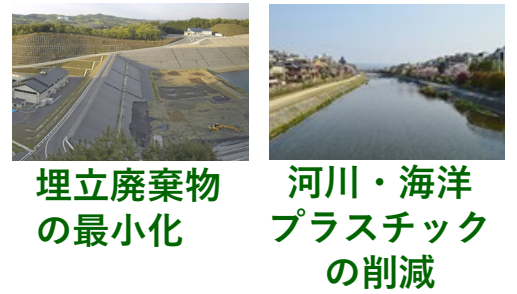 埋立廃棄物
の最小化
河川・海洋
プラスチック
の削減